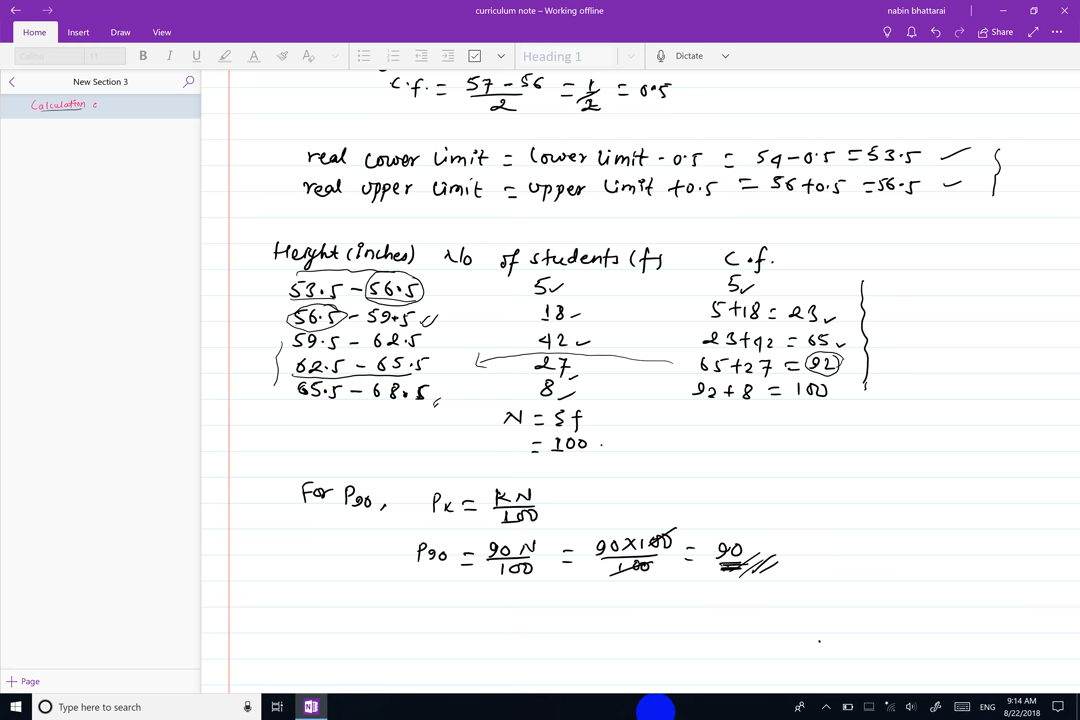 curriculum note – Working offline
nabin bhattarai
Home Insert Draw View
Share
Calibri 11
B I U A
Heading 1
Dictate
New Section 3
Calculation c
c.f. = 57 - 56 / 2 = 1/2 = 0.5
real lower limit = lower limit - 0.5 = 54 - 0.5 = 53.5
real upper limit = upper limit + 0.5 = 56 + 0.5 = 56.5
Height (inches) No of students (f) C.f.
53.5 - 56.5 5 5
56.5 - 59.5 18 5+18 = 23
59.5 - 62.5 42 23+42 = 65
62.5 - 65.5 27 65+27 = 92
65.5 - 68.5 8 92+8 = 100
N = Σf
= 100
For P90, PK = KN / 100
P90 = 90 N / 100 = 90 X 100 / 100 = 90
+ Page
Type here to search
ENG
9:14 AM
8/22/2018